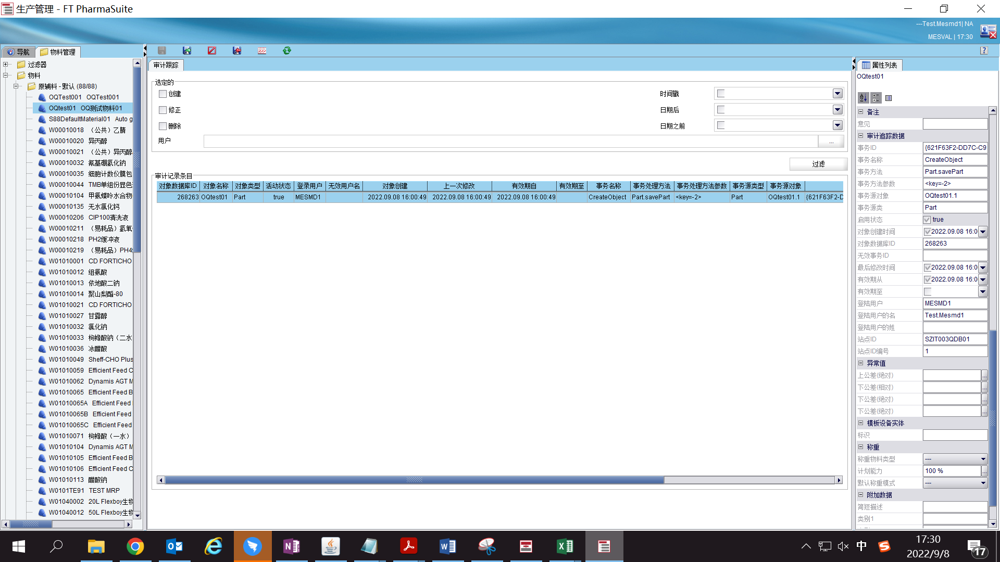 生产管理 - FT PharmaSuite
---Test.Mesmd1| NA
MESVAL | 17:30
导航
物料管理
过滤器
物料
原辅料 - 默认 (88/88)
OQTest001 OQTest001
OQtest01 OQ测试物料01
S88DefaultMaterial01 Auto g
W00010018 （公共）乙腈
W00010020 异丙醇
W00010021 （公共）异丙醇
W00010032 氰基硼氢化钠
W00010035 细胞计数仪膜包
W00010044 TMB单组份显色
W00010104 甲氨蝶呤水合物
W00010135 无水氯化钙
W00010206 CIP100清洗液
W00010211 （易耗品）氢氧
W00010218 PH2缓冲液
W00010219 （易耗品）PH4
W01010001 CD FORTICHO
W01010012 组氨酸
W01010013 依地酸二钠
W01010014 聚山梨酯-80
W01010021 CD FORTICHO
W01010027 甘露醇
W01010032 氯化钠
W01010033 枸橼酸钠（二水
W01010036 冰醋酸
W01010049 Sheff-CHO Plus
W01010059 Efficient Feed C
W01010062 Dynamis AGT M
W01010065 Efficient Feed B
W01010065A Efficient Feed
W01010065B Efficient Feed
W01010065C Efficient Feed
W01010071 枸橼酸（一水）
W01010104 Dynamis AGT M
W01010105 Efficient Feed B
W01010106 Efficient Feed C
W01010113 醋酸钠
W0101TE91 TEST MRP
W01040002 20L Flexboy生物
W01040012 50L Flexboy生物
审计跟踪
选定的
创建
修正
删除
用户
时间戳
日期后
日期之前
...
过滤
审计记录条目
对象数据库ID 对象名称 对象类型 活动状态 登录用户 无效用户名 对象创建 上一次修改 有效期自 有效期至 事务名称 事务处理方法 事务处理方法参数 事务源类型 事务源对象
268263 OQtest01 Part true MESMD1 2022.09.08 16:00:49 2022.09.08 16:00:49 2022.09.08 16:00:49 CreateObject Part.savePart <key=-2> Part OQtest01.1 {621F63F2-D
?
属性列表
OQtest01
备注
意见
审计追踪数据
事务ID {621F63F2-DD7C-C9
事务名称 CreateObject
事务方法 Part.savePart
事务方法参数 <key=-2>
事务源对象 OQtest01.1
事务源类 Part
启用状态 true
对象创建时间 2022.09.08 16:0
对象数据库ID 268263
无效事务ID
最后修改时间 2022.09.08 16:0
有效期从 2022.09.08 16:0
有效期至
登陆用户 MESMD1
登陆用户的名 Test.Mesmd1
登陆用户的姓
站点ID SZIT003QDB01
站点ID编号 1
异常值
上公差(绝对) ...
下公差(相对) ...
下公差(绝对) ...
下公差(绝对) ...
模板设备实体
标识
称重
称重物料类型 ---
计划能力 100 % ...
默认称重模式 ---
附加数据
简短描述
类别1
中
17:30
2022/9/8
17